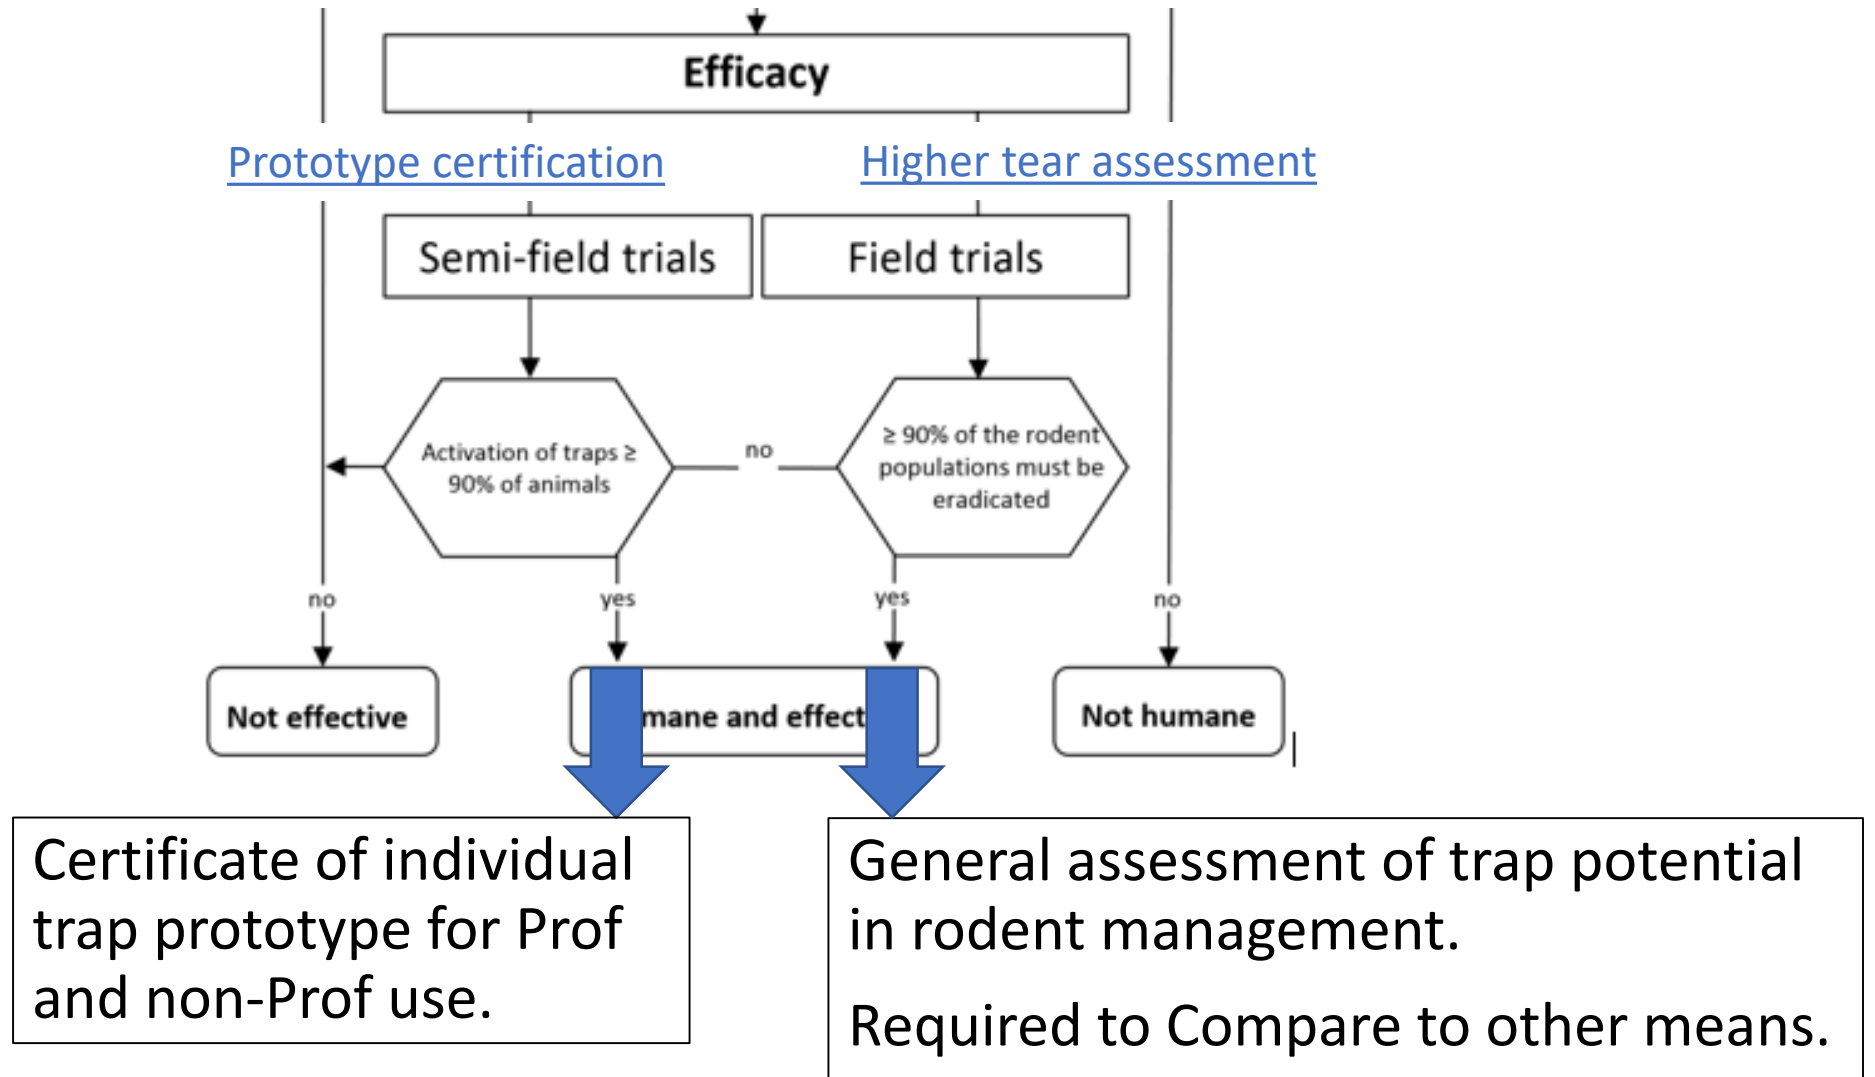 Efficacy
Prototype certification
Higher tear assessment
Semi-field trials
Field trials
Activation of traps ≥
90% of animals
no
≥ 90% of the rodent
populations must be
eradicated
no
yes
yes
no
Not effective
mane and effect
Not humane
Certificate of individual
trap prototype for Prof
and non-Prof use.
General assessment of trap potential
in rodent management.
Required to Compare to other means.